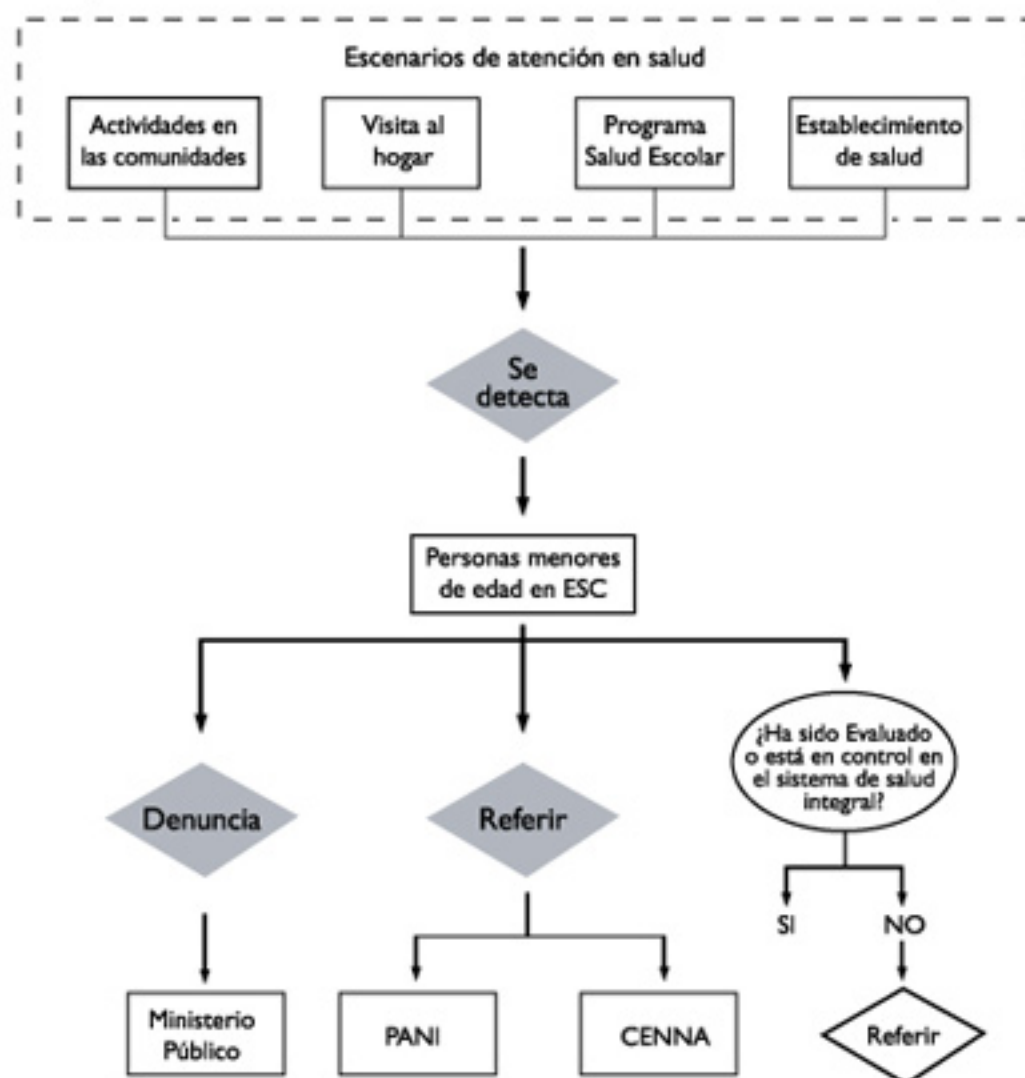 Escenarios de atención en salud
Actividades en
las comunidades
Visita al
hogar
Programa
Salud Escolar
Establecimiento
de salud
Se
detecta
Personas menores
de edad en ESC
Denuncia
Referir
¿Ha sido Evaluado
o está en control en
el sistema de salud
integral?
SI
NO
Ministerio
Público
PANI
CENNA
Referir